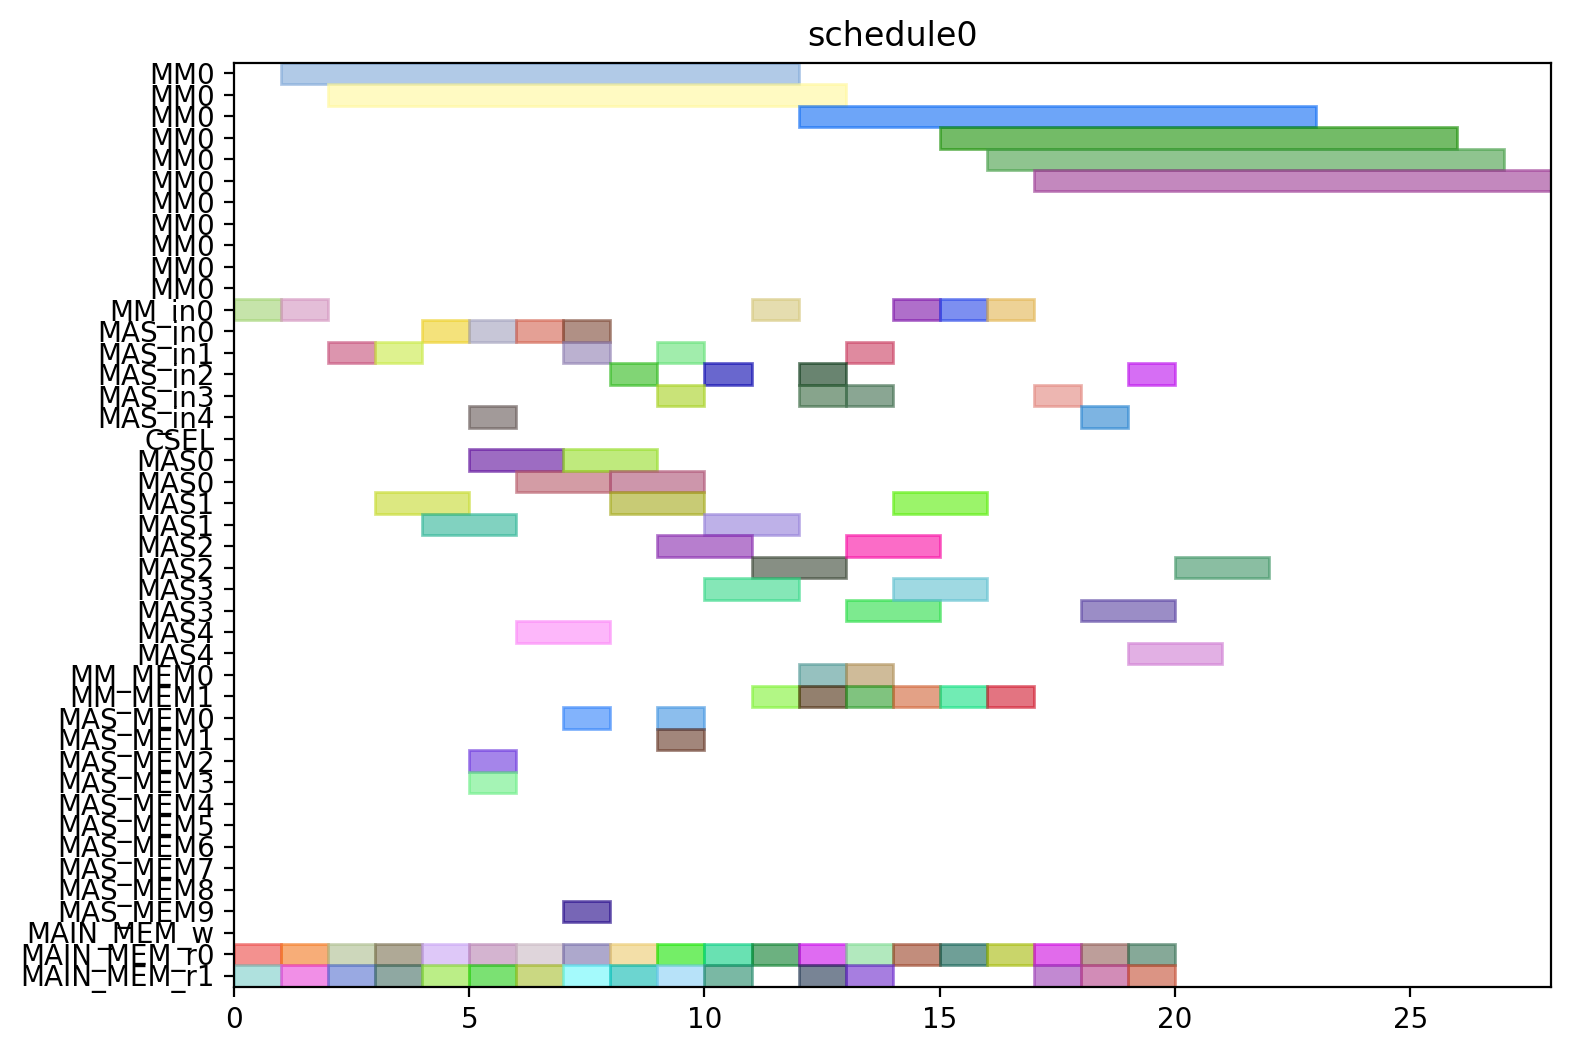 schedule0
MM0
MM0
MM0
MM0
MM0
MM0
MM0
MM0
MM0
MM0
MM0
MM_in0
MAS_in0
MAS_in1
MAS_in2
MAS_in3
MAS_in4
CSEL
MAS0
MAS0
MAS1
MAS1
MAS2
MAS2
MAS3
MAS3
MAS4
MAS4
MM_MEM0
MM_MEM1
MAS_MEM0
MAS_MEM1
MAS_MEM2
MAS_MEM3
MAS_MEM4
MAS_MEM5
MAS_MEM6
MAS_MEM7
MAS_MEM8
MAS_MEM9
MAIN_MEM_w
MAIN_MEM_r0
MAIN_MEM_r1
0 5 10 15 20 25